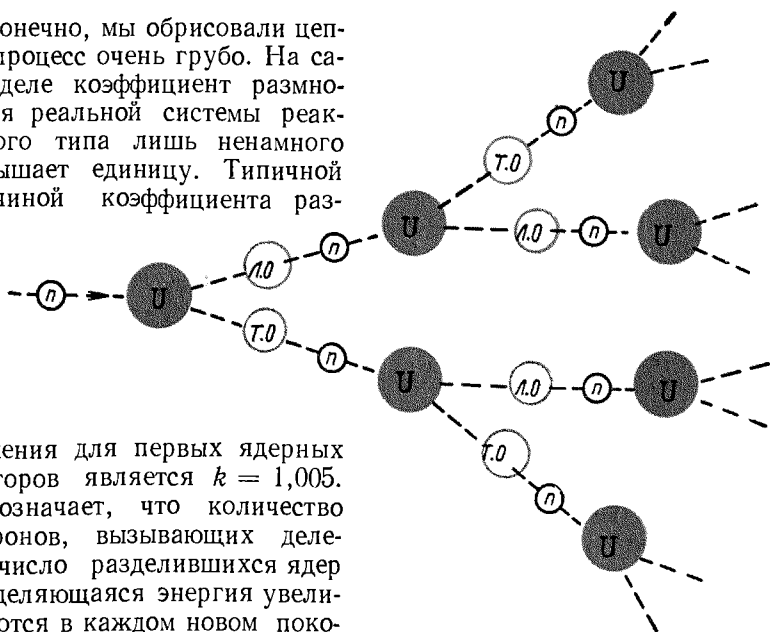 онечно, мы обрисовали цеп-
процесс очень грубо. На са-
деле коэффициент размно-
я реальной системы реак-
ого типа лишь ненамного
ышает единицу. Типичной
чиной коэффициента раз-
U
n
Т.О
U
Л.О
n
U
n
Л.О
n
U
Т.О
n
U
Л.О
n
U
Т.О
n
U
кения для первых ядерных
торов является k = 1,005.
означает, что количество
ронов, вызывающих деле-
число разделившихся ядер
деляющаяся энергия увели-
ются в каждом новом поко-